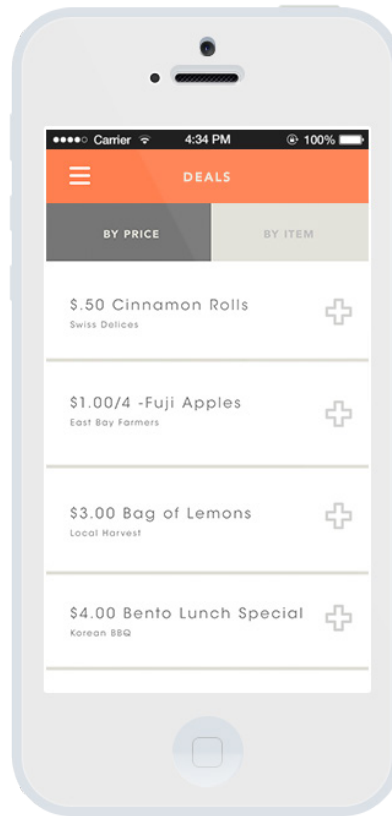 Carrier 4:34 PM 100%
DEALS
BY PRICE BY ITEM
$.50 Cinnamon Rolls
Swiss Delices
$1.00/4 -Fuji Apples
East Bay Farmers
$3.00 Bag of Lemons
Local Harvest
$4.00 Bento Lunch Special
Korean BBQ